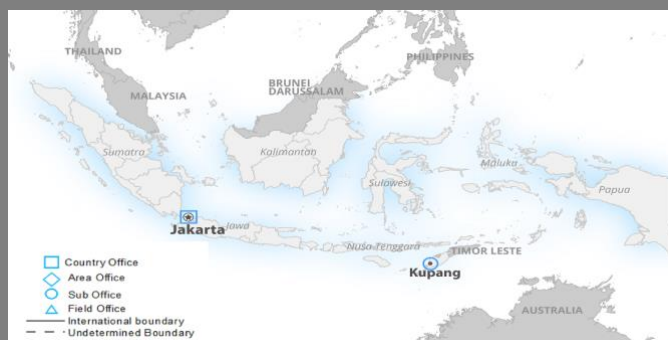 THAILAND
PHILIPPINES
BRUNEI
DARUSSALAM
MALAYSIA
Sumatra
Kalimantan
Maluku
Sulawesi
Papua
Jakarta
Jawa
Nusa Tenggara
TIMOR LESTE
Kupang
AUSTRALIA
Country Office
Area Office
Sub Office
Field Office
International boundary
Undetermined Boundary